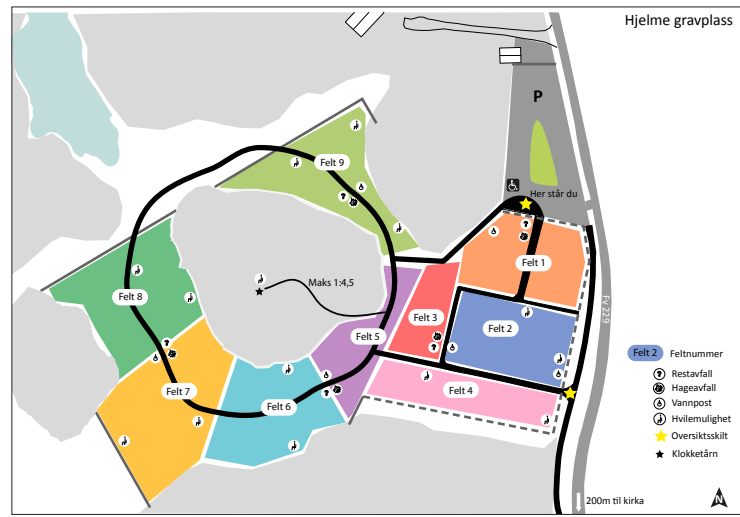 Hjelme gravplass
P
Her står du
Felt 9
Felt 1
Maks 1:4,5
Felt 8
Felt 3
Felt 2
Felt 5
Fv 229
Felt 7
Felt 6
Felt 4
Felt 2 Feltnummer
Restavfall
Hageavfall
Vannpost
Hvilemulighet
Oversiktsskilt
Klokketårn
200m til kirka
N